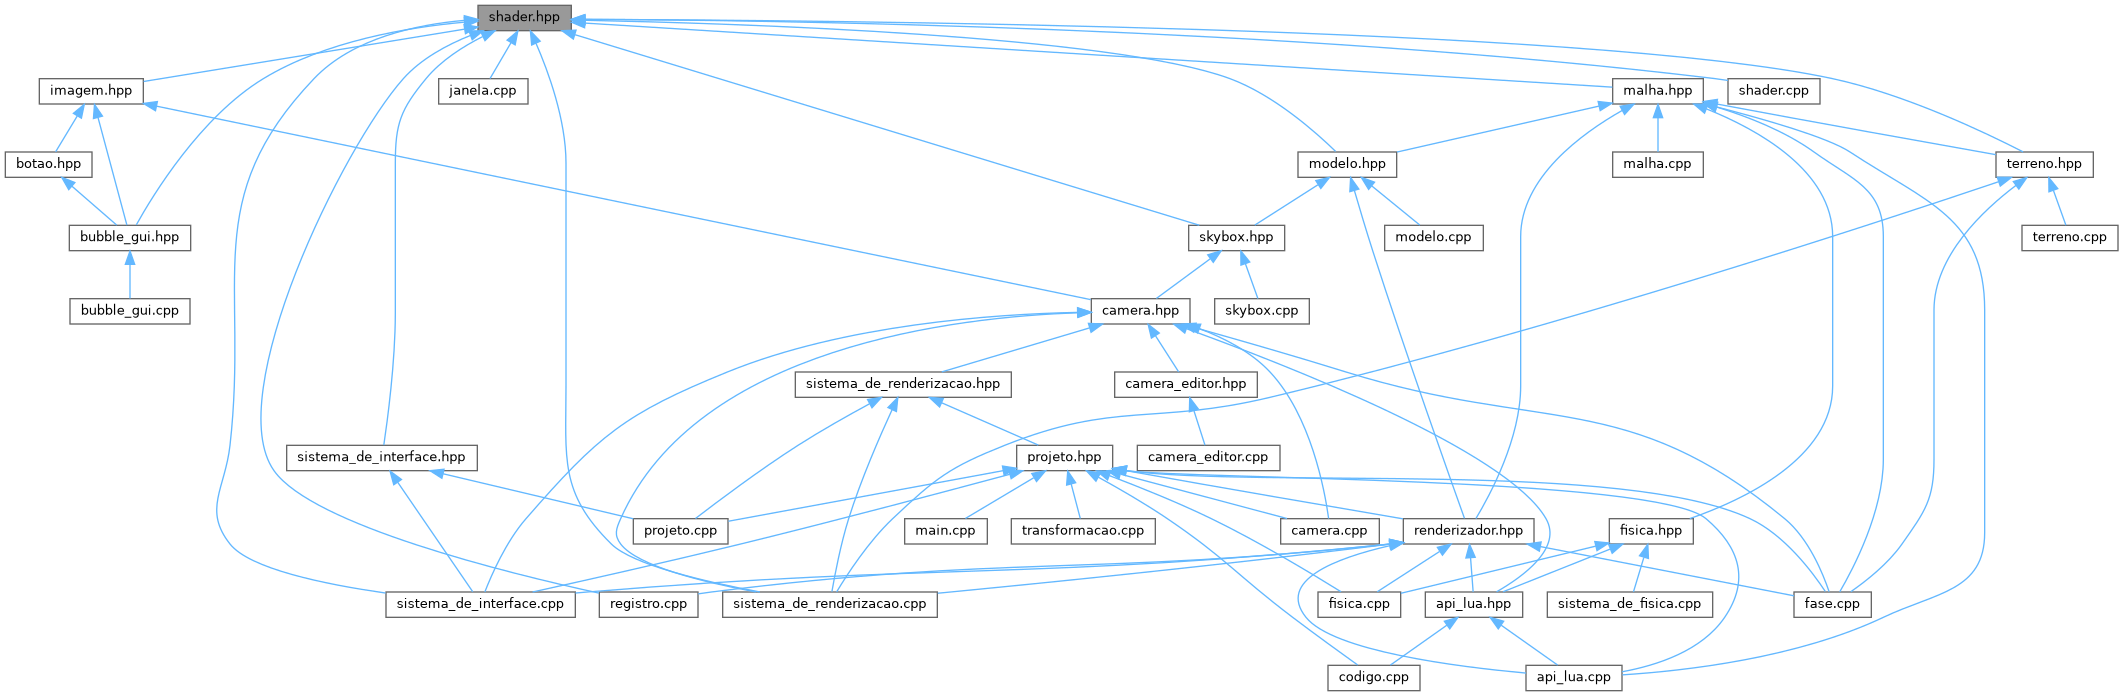 shader.hpp
imagem.hpp
janela.cpp
malha.hpp
shader.cpp
botao.hpp
modelo.hpp
malha.cpp
terreno.hpp
bubble_gui.hpp
skybox.hpp
modelo.cpp
terreno.cpp
bubble_gui.cpp
camera.hpp
skybox.cpp
sistema_de_renderizacao.hpp
camera_editor.hpp
sistema_de_interface.hpp
projeto.hpp
camera_editor.cpp
projeto.cpp
main.cpp
transformacao.cpp
camera.cpp
renderizador.hpp
fisica.hpp
sistema_de_interface.cpp
registro.cpp
sistema_de_renderizacao.cpp
fisica.cpp
api_lua.hpp
sistema_de_fisica.cpp
fase.cpp
codigo.cpp
api_lua.cpp